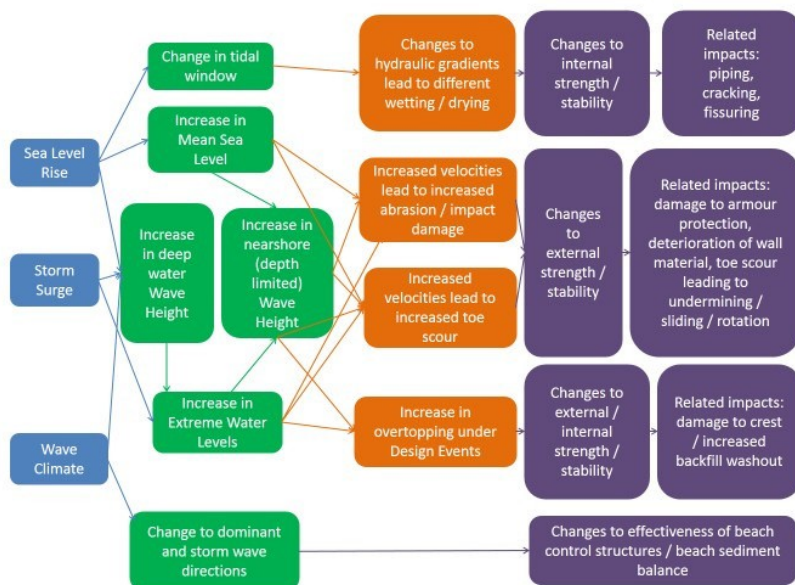 Change in tidal
window
Changes to
hydraulic gradients
lead to different
wetting / drying
Changes to
internal
strength /
stability
Related
impacts:
piping,
cracking,
fissuring
Sea Level
Rise
Increase in
Mean Sea
Level
Increased velocities
lead to increased
abrasion / impact
damage
Changes
to
external
strength /
stability
Related impacts:
damage to armour
protection,
deterioration of wall
material, toe scour
leading to
undermining /
sliding / rotation
Storm
Surge
Increase
in deep
water
Wave
Height
Increase in
nearshore
(depth
limited)
Wave
Height
Increased
velocities lead to
increased toe
scour
Wave
Climate
Increase in
Extreme Water
Levels
Increase in
overtopping under
Design Events
Changes to
external /
internal
strength /
stability
Related impacts:
damage to crest
/ increased
backfill washout
Change to dominant
and storm wave
directions
Changes to effectiveness of beach
control structures / beach sediment
balance